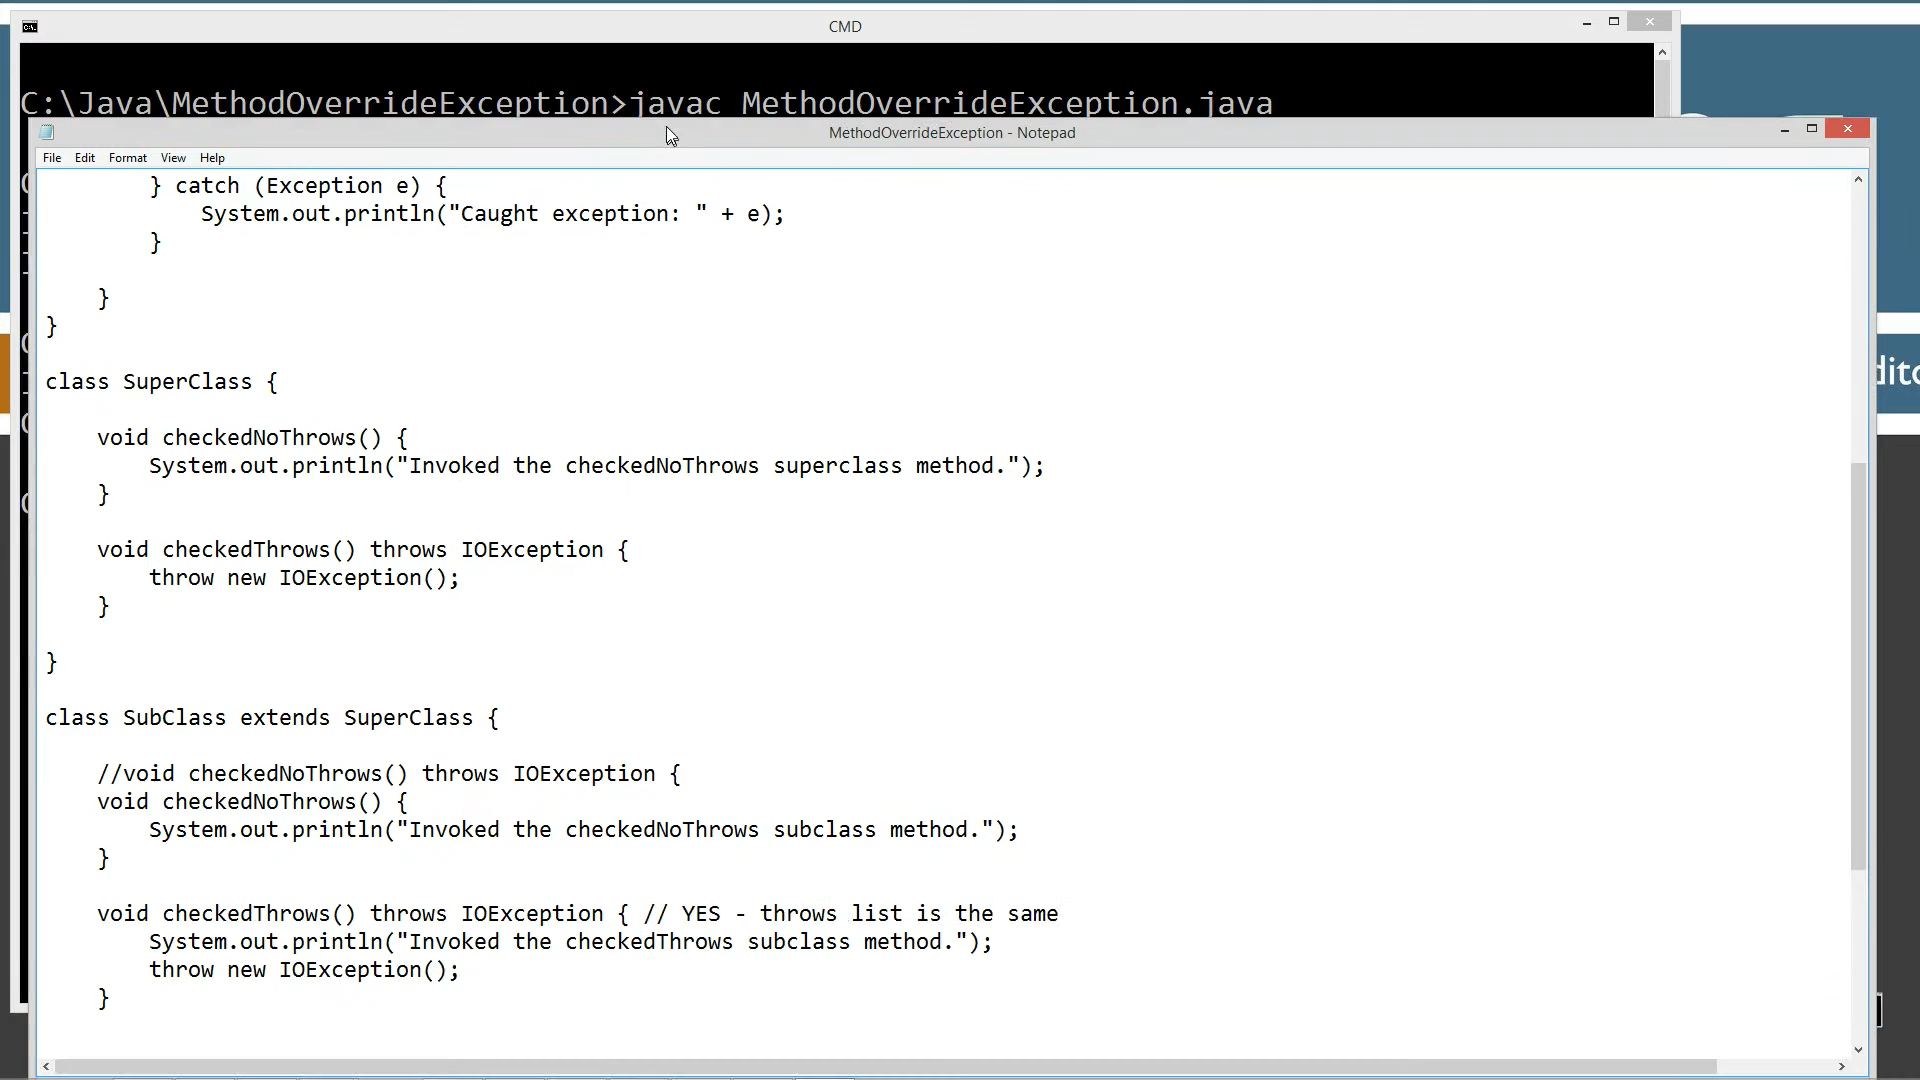 CMD
C:\Java\MethodOverrideException>javac MethodOverrideException.java
MethodOverrideException - Notepad
File Edit Format View Help
} catch (Exception e) {
System.out.println("Caught exception: " + e);
}
}
}
class SuperClass {
void checkedNoThrows() {
System.out.println("Invoked the checkedNoThrows superclass method.");
}
void checkedThrows() throws IOException {
throw new IOException();
}
}
class SubClass extends SuperClass {
//void checkedNoThrows() throws IOException {
void checkedNoThrows() {
System.out.println("Invoked the checkedNoThrows subclass method.");
}
void checkedThrows() throws IOException { // YES - throws list is the same
System.out.println("Invoked the checkedThrows subclass method.");
throw new IOException();
}